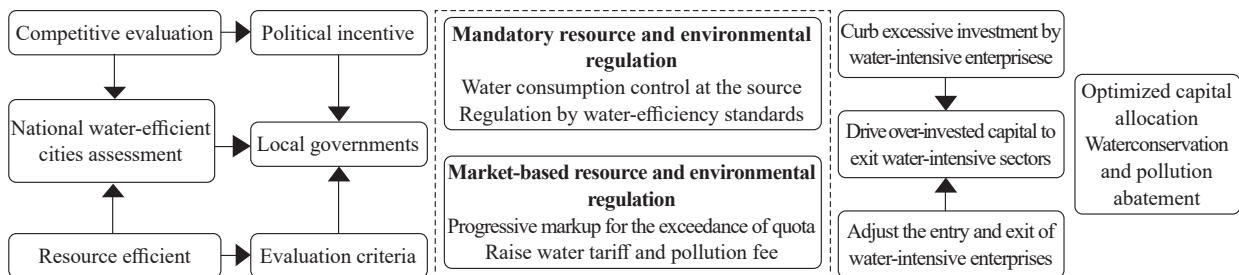 Competitive evaluation
Political incentive
National water-efficient
cities assessment
Local governments
Resource efficient
Evaluation criteria
Mandatory resource and environmental
regulation
Water consumption control at the source
Regulation by water-efficiency standards
Market-based resource and environmental
regulation
Progressive markup for the exceedance of quota
Raise water tariff and pollution fee
Curb excessive investment by
water-intensive enterprisese
Drive over-invested capital to
exit water-intensive sectors
Adjust the entry and exit of
water-intensive enterprises
Optimized capital
allocation
Waterconservation
and pollution
abatement